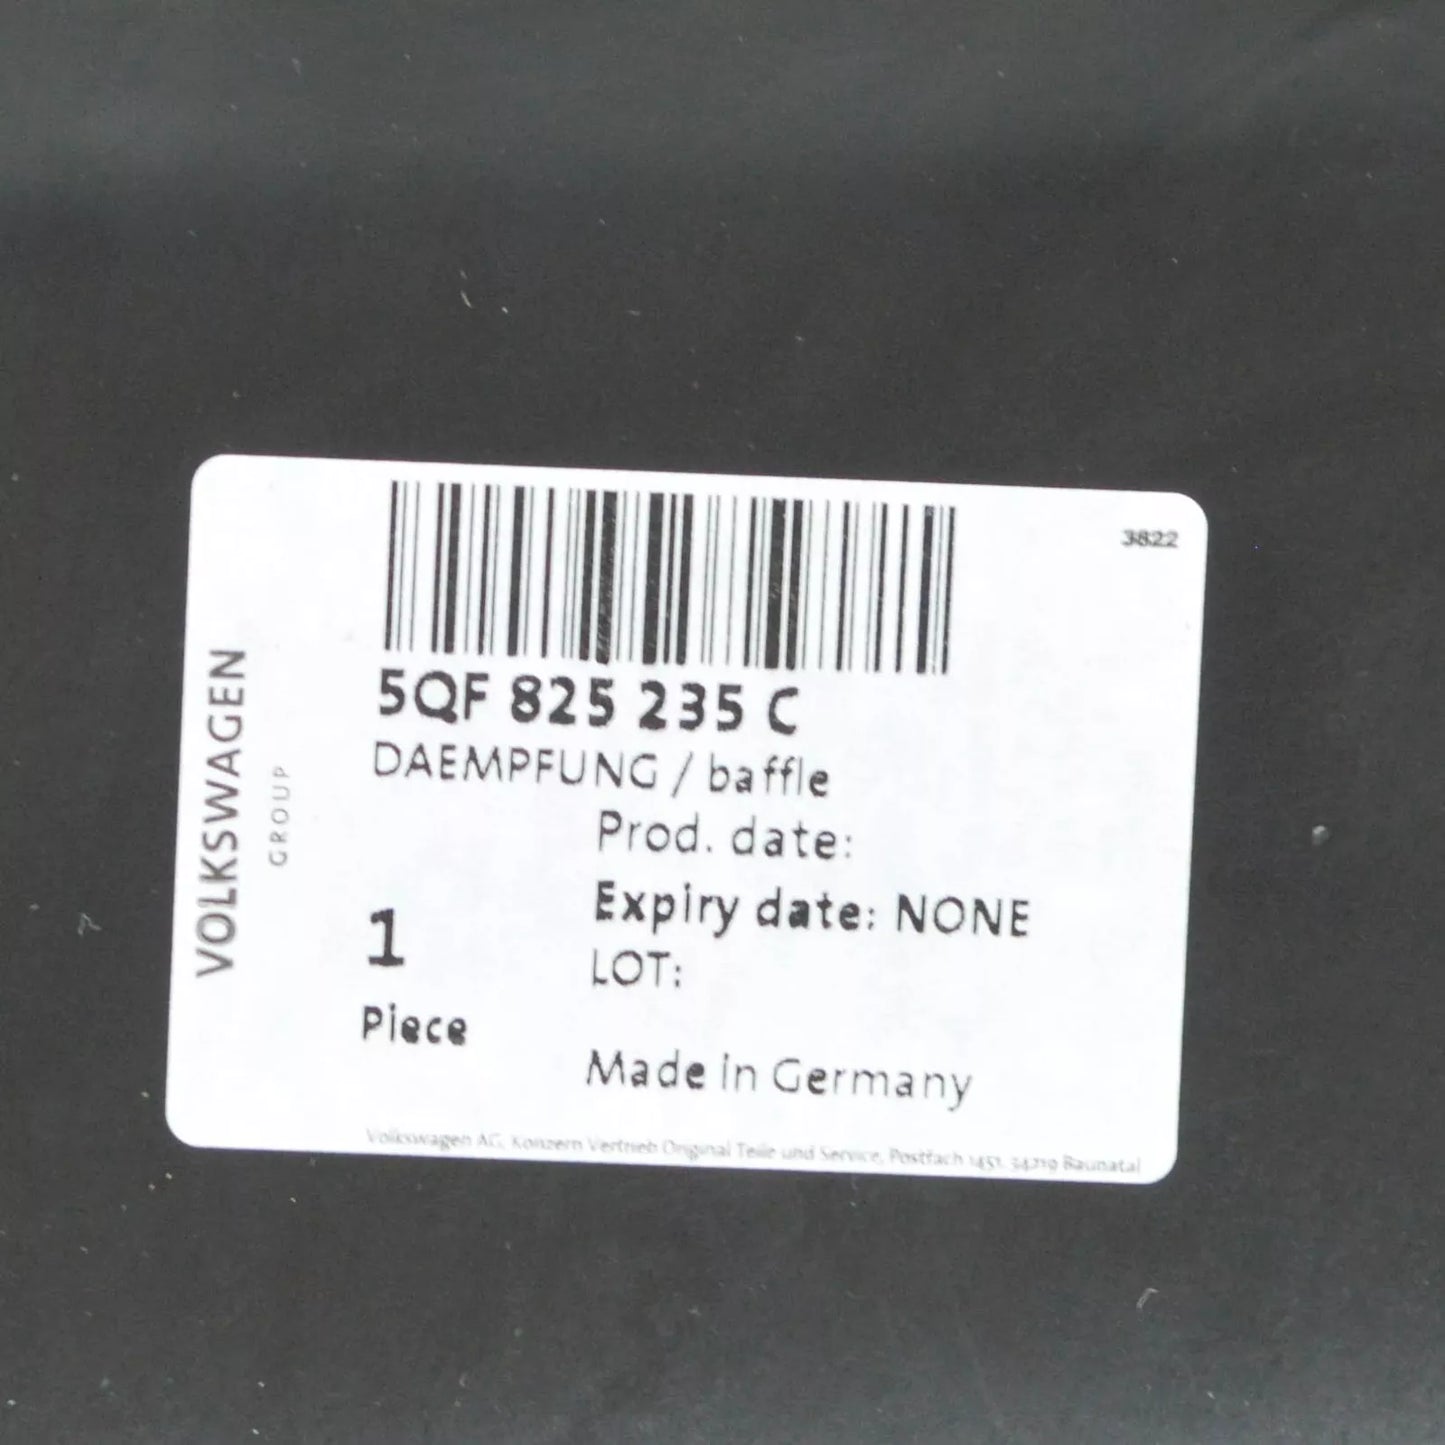 3822
5QF 825 235 C
DAEMPFUNG / baffle
Prod. date:
Expiry date: NONE
LOT:
1
Piece
Made in Germany
Volkswagen AG, Konzern Vertrieb Original Teile und Service, Postfach 1451, 34219 Baunatal
VOLKSWAGEN
GROUP